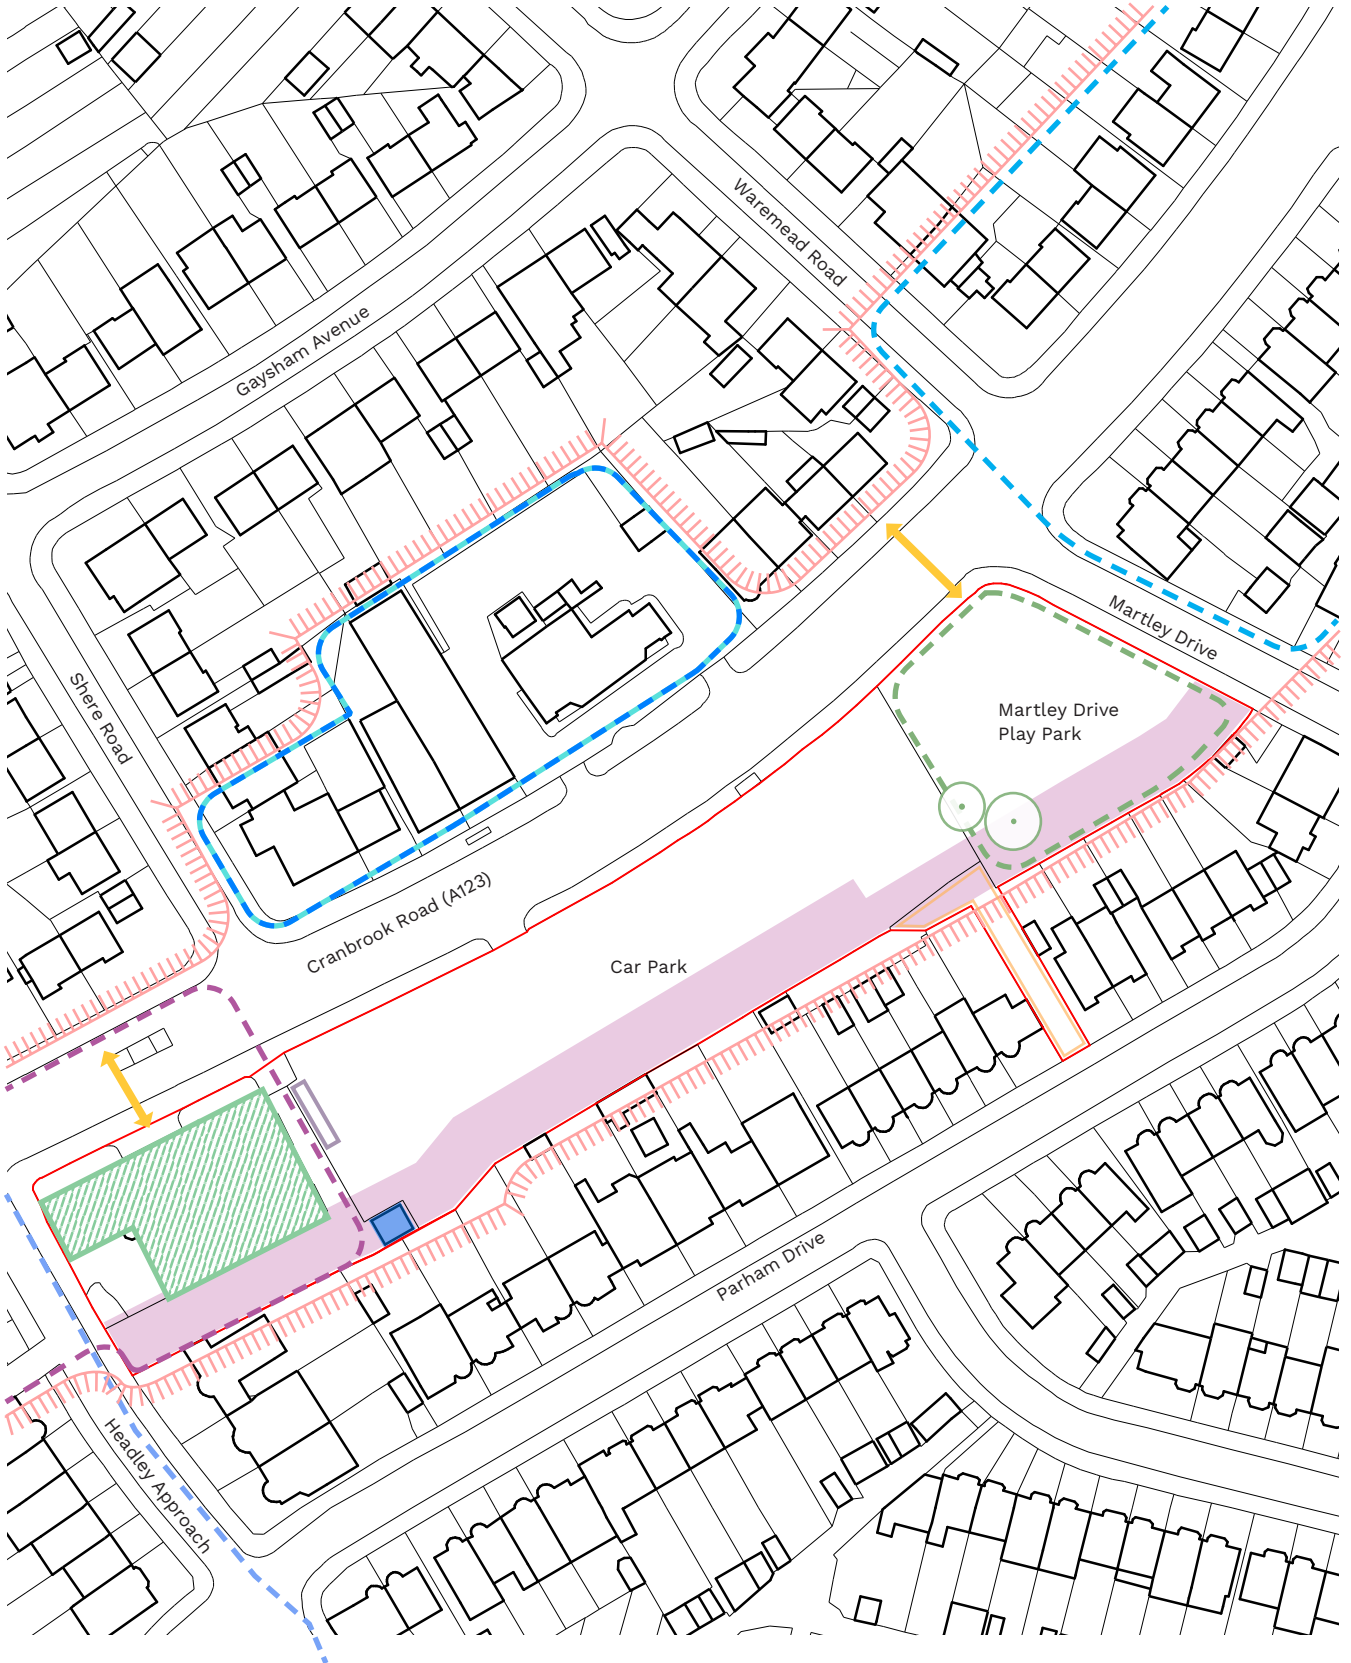 Waremead Road
Gaysham Avenue
Martley Drive
Shere Road
Martley Drive
Play Park
Cranbrook Road (A123)
Car Park
Parham Drive
Headley Approach